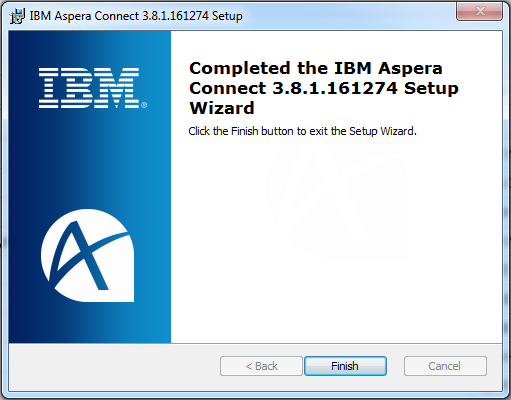 IBM Aspera Connect 3.8.1.161274 Setup
IBM®
Completed the IBM Aspera
Connect 3.8.1.161274 Setup
Wizard
Click the Finish button to exit the Setup Wizard.
< Back
Finish
Cancel